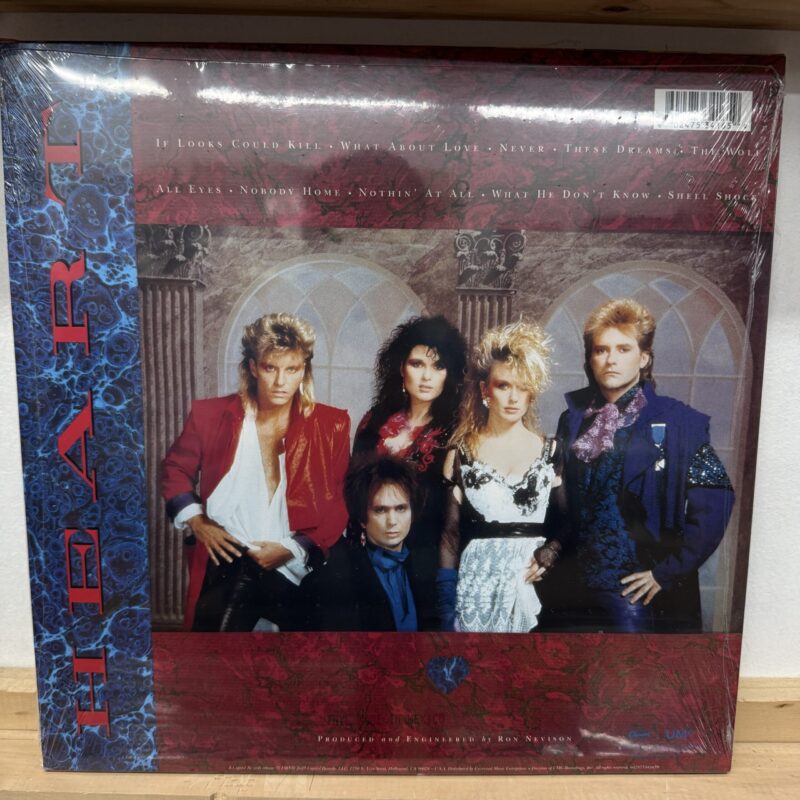 HEART
IF LOOKS COULD KILL • WHAT ABOUT LOVE • NEVER • THESE DREAMS • THE WOLF
ALL EYES • NOBODY HOME • NOTHIN' AT ALL • WHAT HE DON'T KNOW • SHELL SHOCK
PRODUCED and ENGINEERED by RON NEVISON